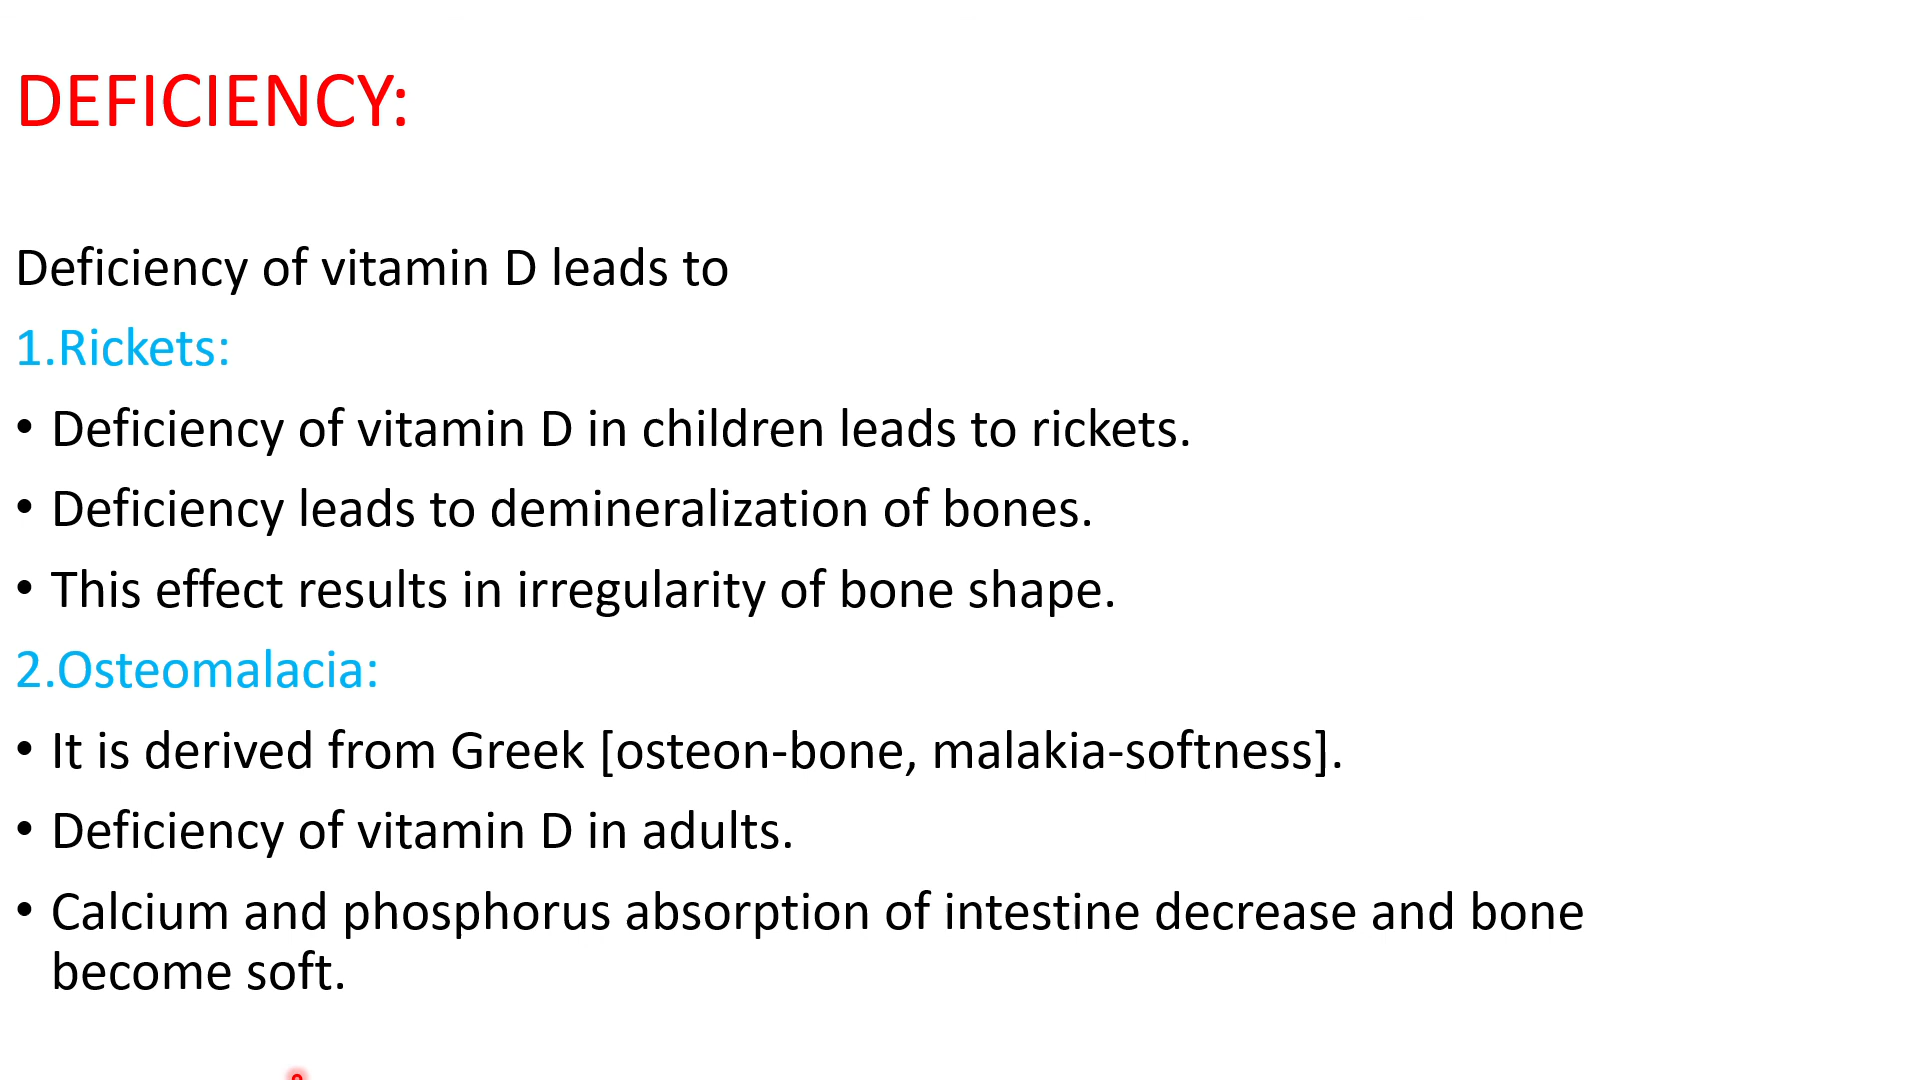 DEFICIENCY:
Deficiency of vitamin D leads to
1.Rickets:
• Deficiency of vitamin D in children leads to rickets.
• Deficiency leads to demineralization of bones.
• This effect results in irregularity of bone shape.
2.Osteomalacia:
• It is derived from Greek [osteon-bone, malakia-softness].
• Deficiency of vitamin D in adults.
• Calcium and phosphorus absorption of intestine decrease and bone
become soft.